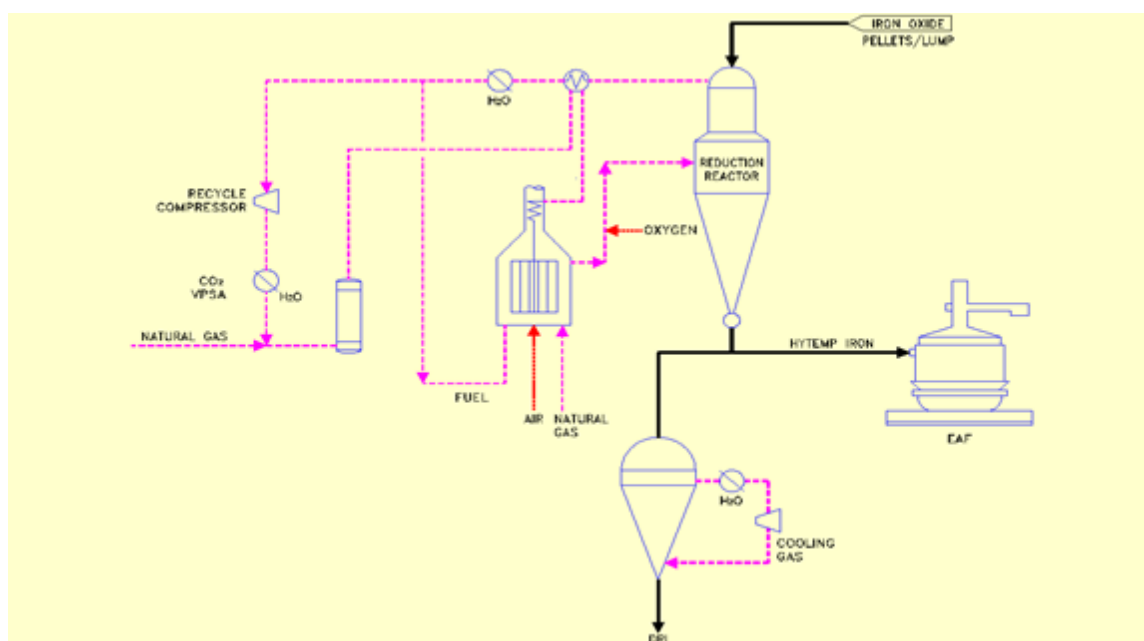 IRON OXIDE
PELLETS/LUMP
H₂O
REDUCTION
REACTOR
RECYCLE
COMPRESSOR
OXYGEN
CO₂
VPSA
H₂O
NATURAL GAS
HYTEMP IRON
FUEL
AIR
NATURAL
GAS
EAF
H₂O
COOLING
GAS
DRI